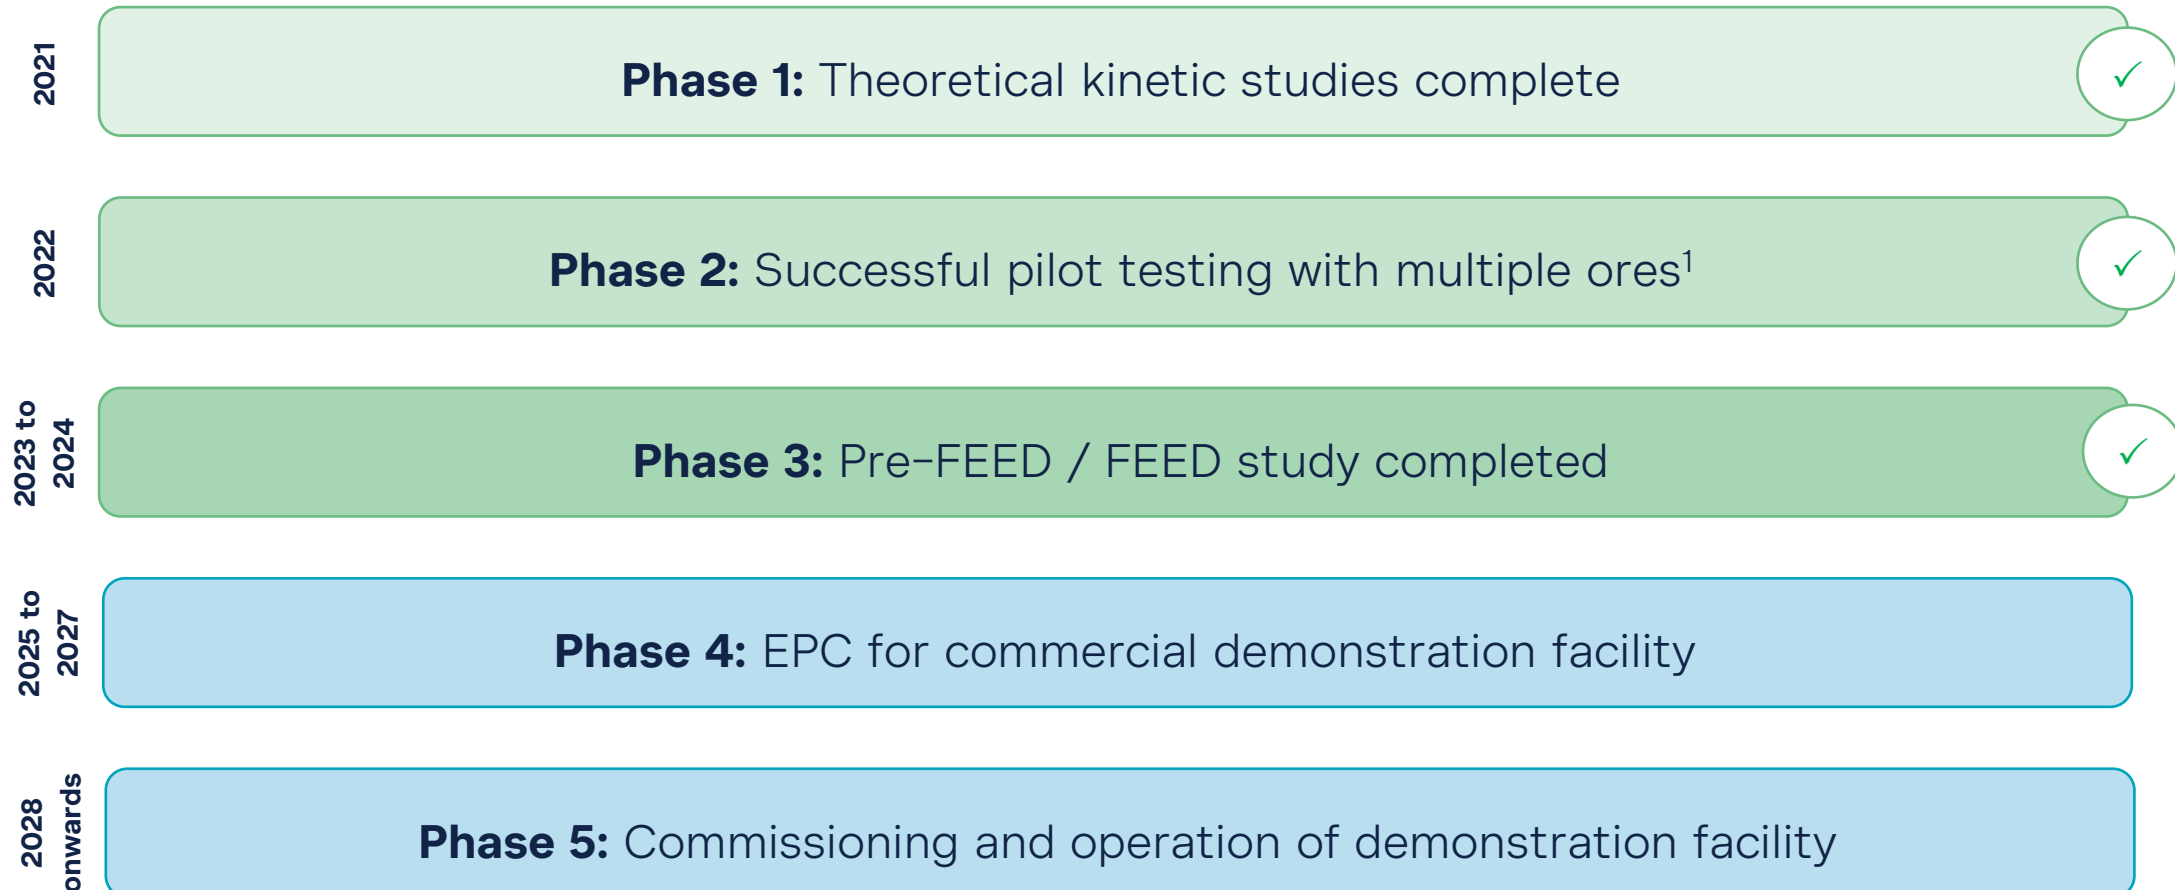 2021
Phase 1: Theoretical kinetic studies complete
2022
Phase 2: Successful pilot testing with multiple ores¹
2023 to
2024
Phase 3: Pre-FEED / FEED study completed
2025 to
2027
Phase 4: EPC for commercial demonstration facility
2028
onwards
Phase 5: Commissioning and operation of demonstration facility